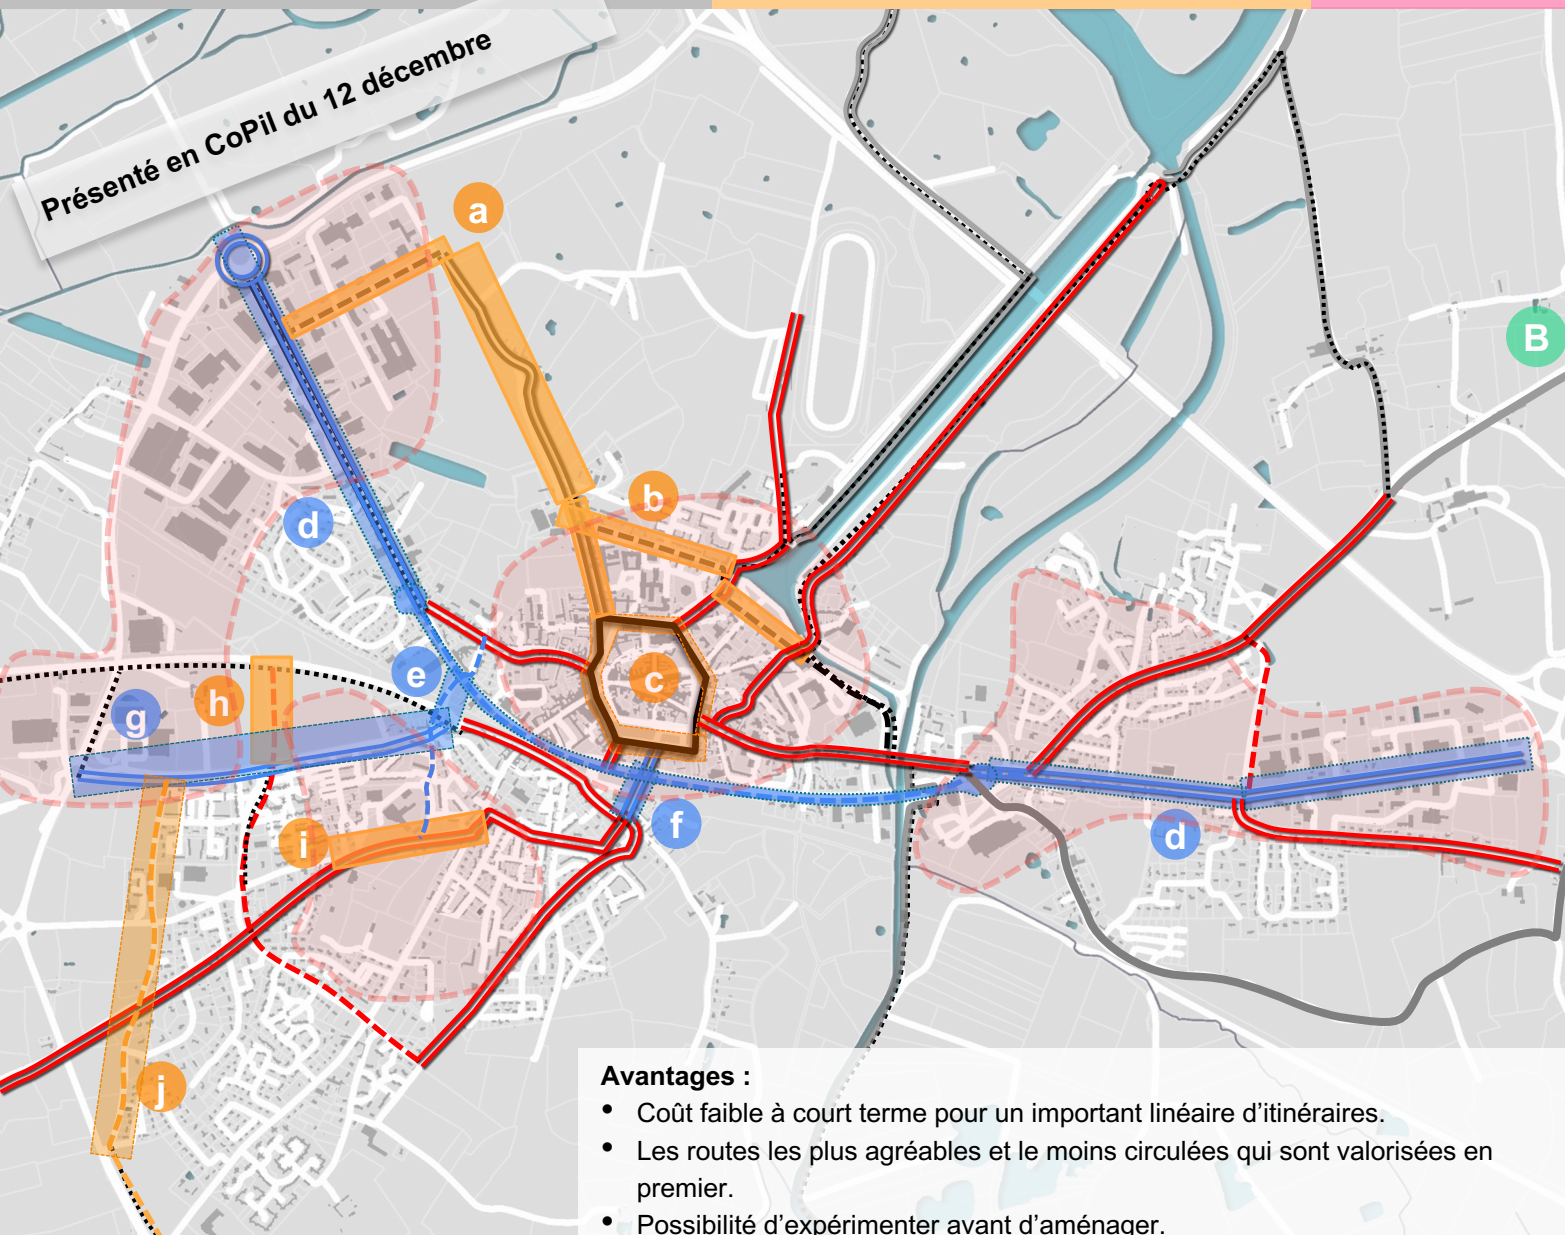 Présenté en CoPil du 12 décembre
a
b
B
d
c
e
h
g
f
i
d
j
Avantages :
• Coût faible à court terme pour un important linéaire d’itinéraires.
• Les routes les plus agréables et le moins circulées qui sont valorisées en
premier.
• Possibilité d’expérimenter avant d’aménager.